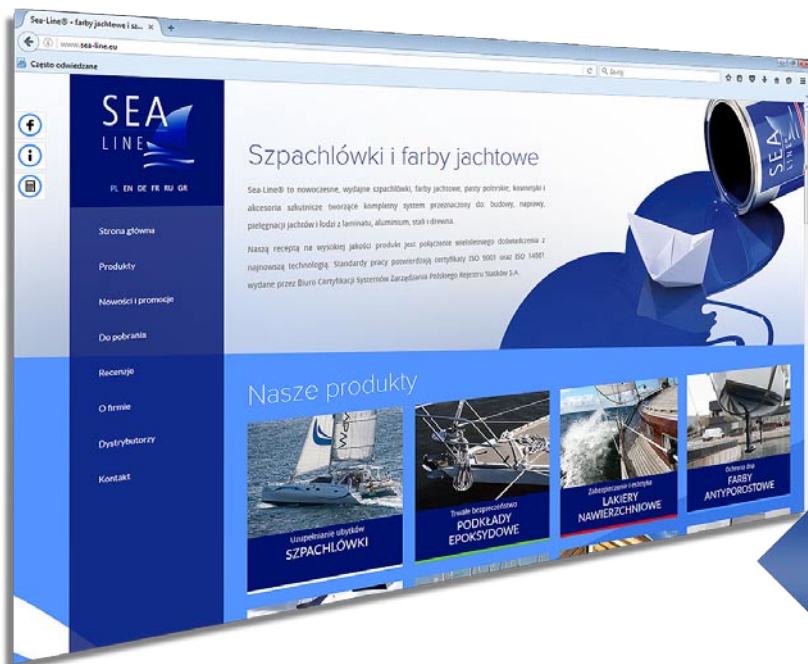 Sea-Line® - farby jachtowe i sz...
www.sea-line.eu
Często odwiedzane
SEA
LINE
PL EN DE FR RU GR
Strona główna
Produkty
Nowości i promocje
Do pobrania
Recenzje
O firmie
Dystrybutorzy
Kontakt
Szpachlówki i farby jachtowe
Sea-Line® to nowoczesne, wydajne szpachlówki, farby jachtowe, pasty polerskie, kosmetyki i
akcesoria szkutnicze tworzące kompletny system przeznaczony do: budowy, naprawy,
pielęgnacji jachtów i łodzi z laminatu, aluminium, stali i drewna.
Naszą receptą na wysokiej jakości produkt jest połączenie wieloletniego doświadczenia z
najnowszą technologią. Standardy pracy potwierdzają certyfikaty ISO 9001 oraz ISO 14001
wydane przez Biuro Certyfikacji Systemów Zarządzania Polskiego Rejestru Statków S.A.
SEA
LINE
Nasze produkty
Uzupełnianie ubytków
SZPACHLÓWKI
Trwałe bezpieczeństwo
PODKŁADY
EPOKSYDOWE
Zabezpieczenie i estetyka
LAKIERY
NAWIERZCHNIOWE
Ochrona dna
FARBY
ANTYPOROSTOWE